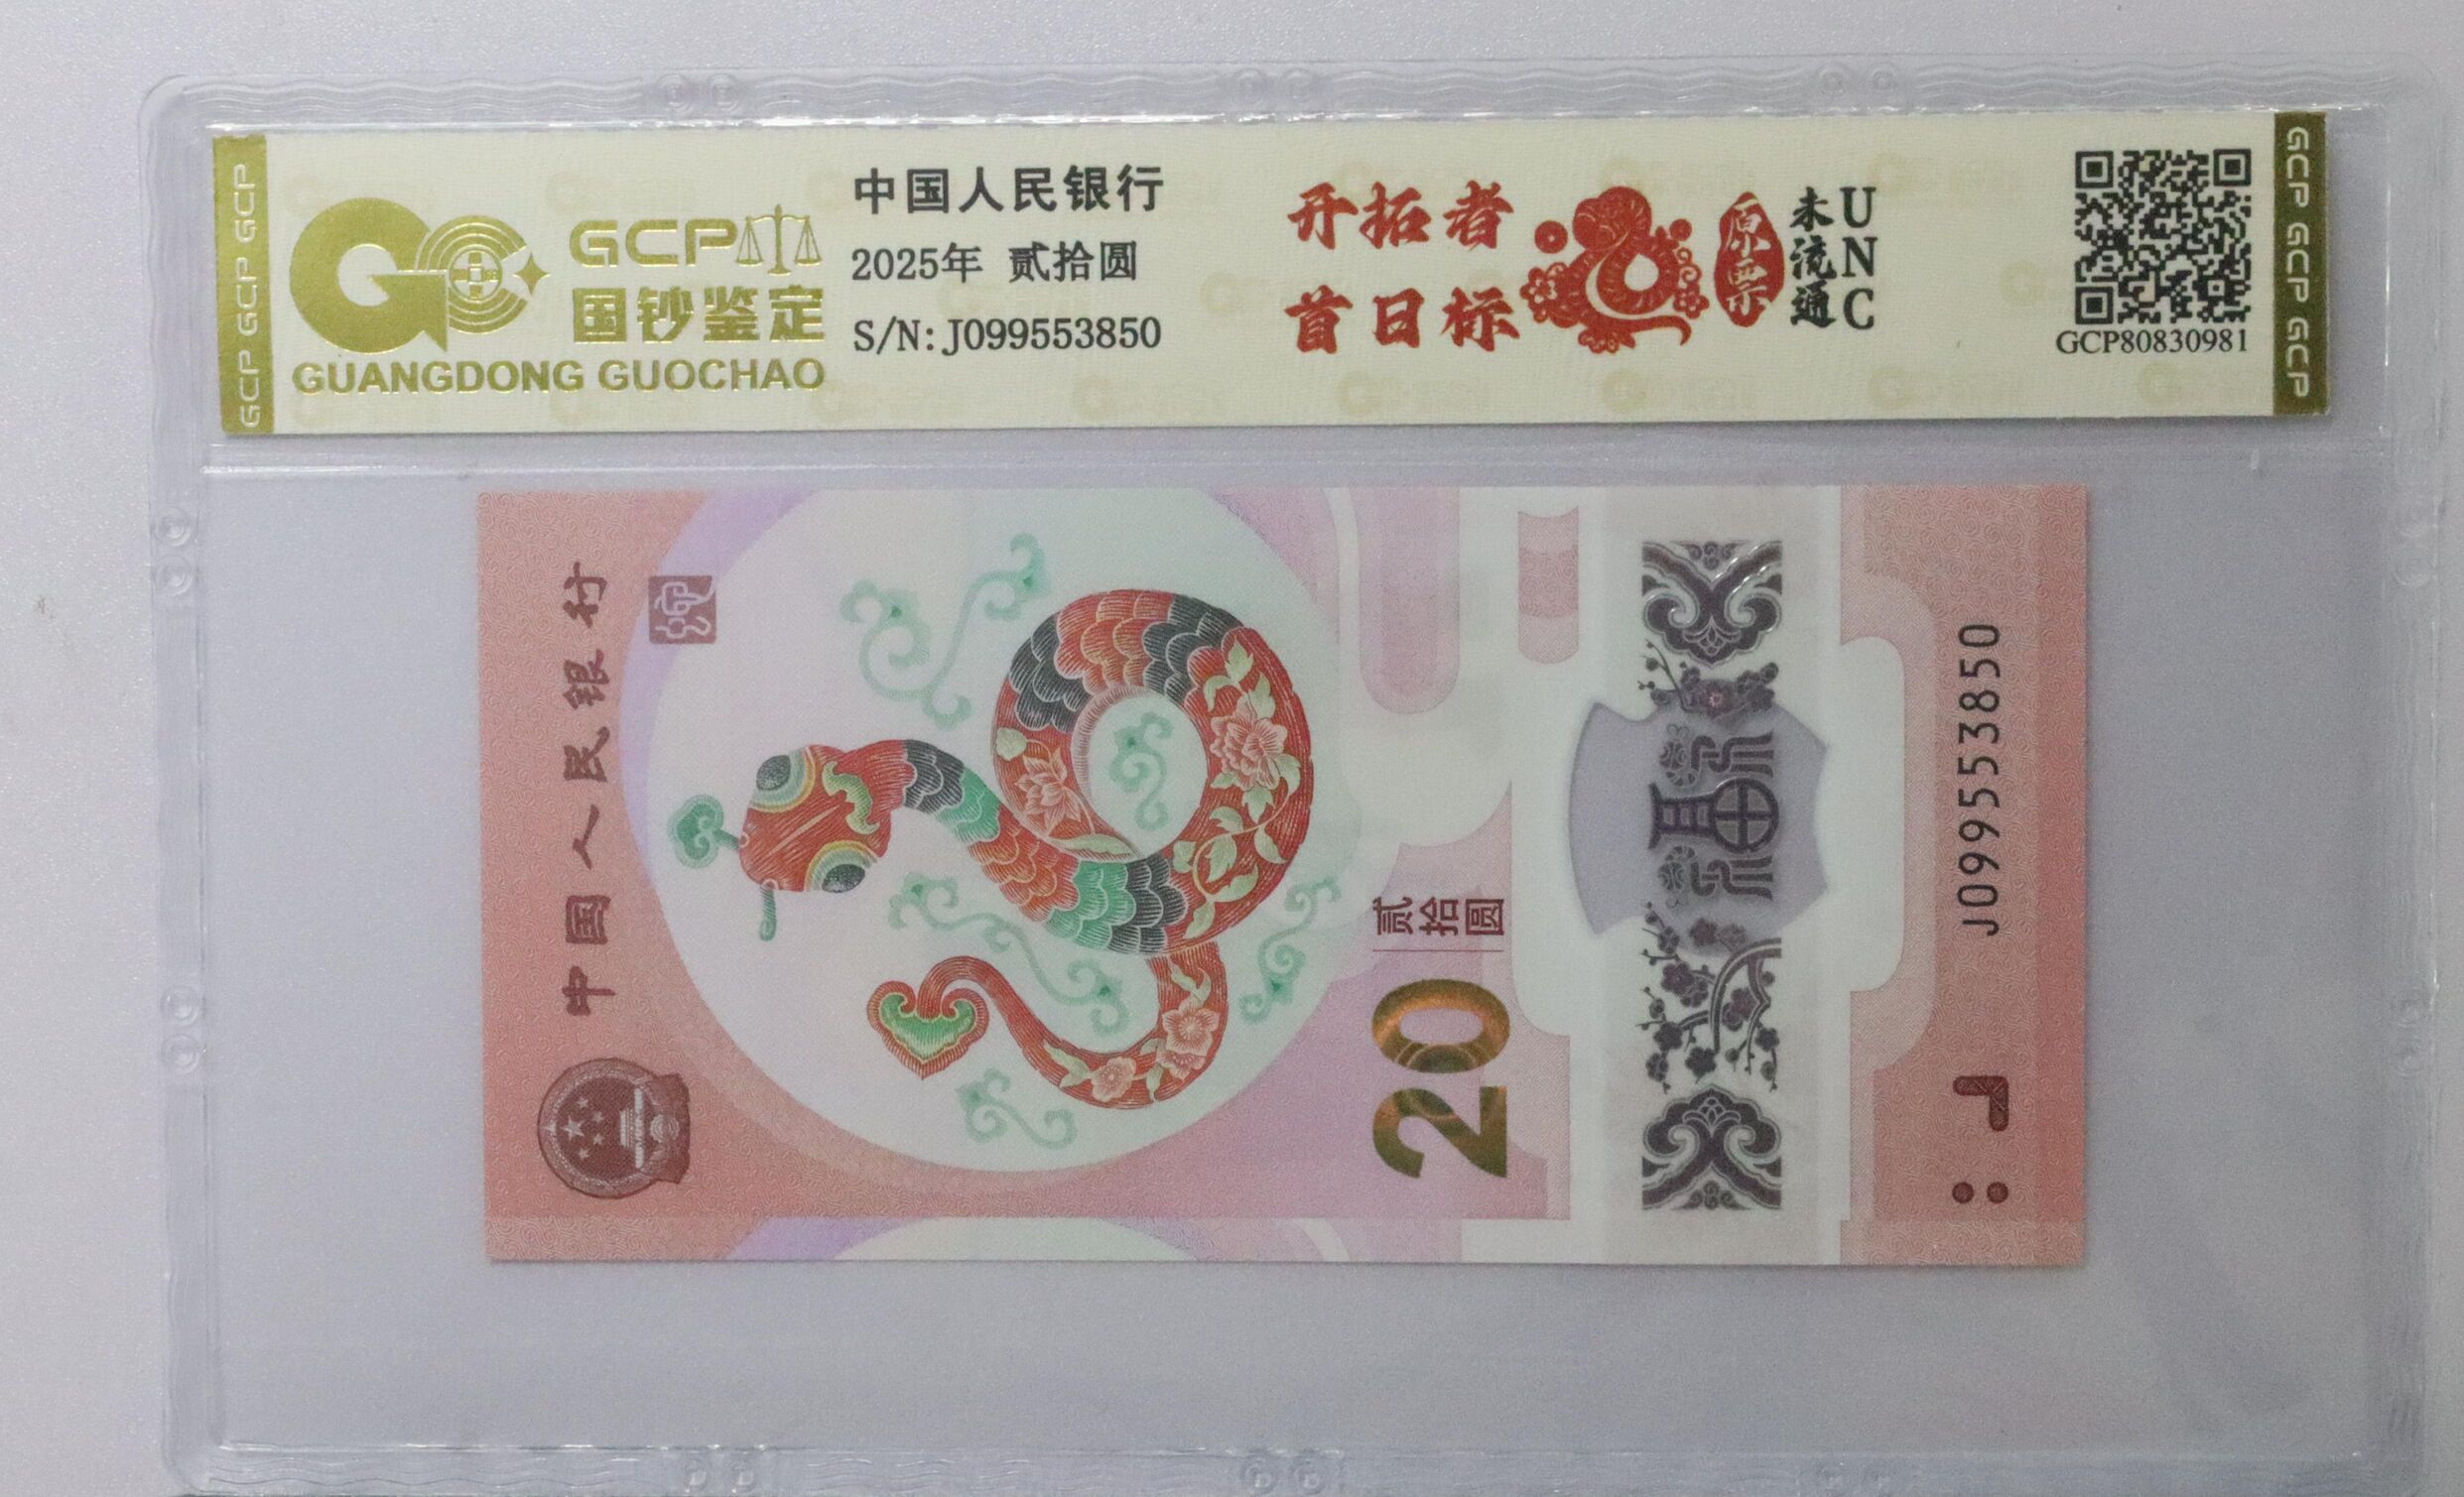 GCP GCP GCP
GCP
国钞鉴定
GUANGDONG GUOCHAO
中国人民银行
2025年 贰拾圆
S/N: J099553850
开拓者
首日标
原票
未流通
UNC
GCP80830981
GCP GCP GCP
中国人民银行
20
贰拾圆
福
J099553850